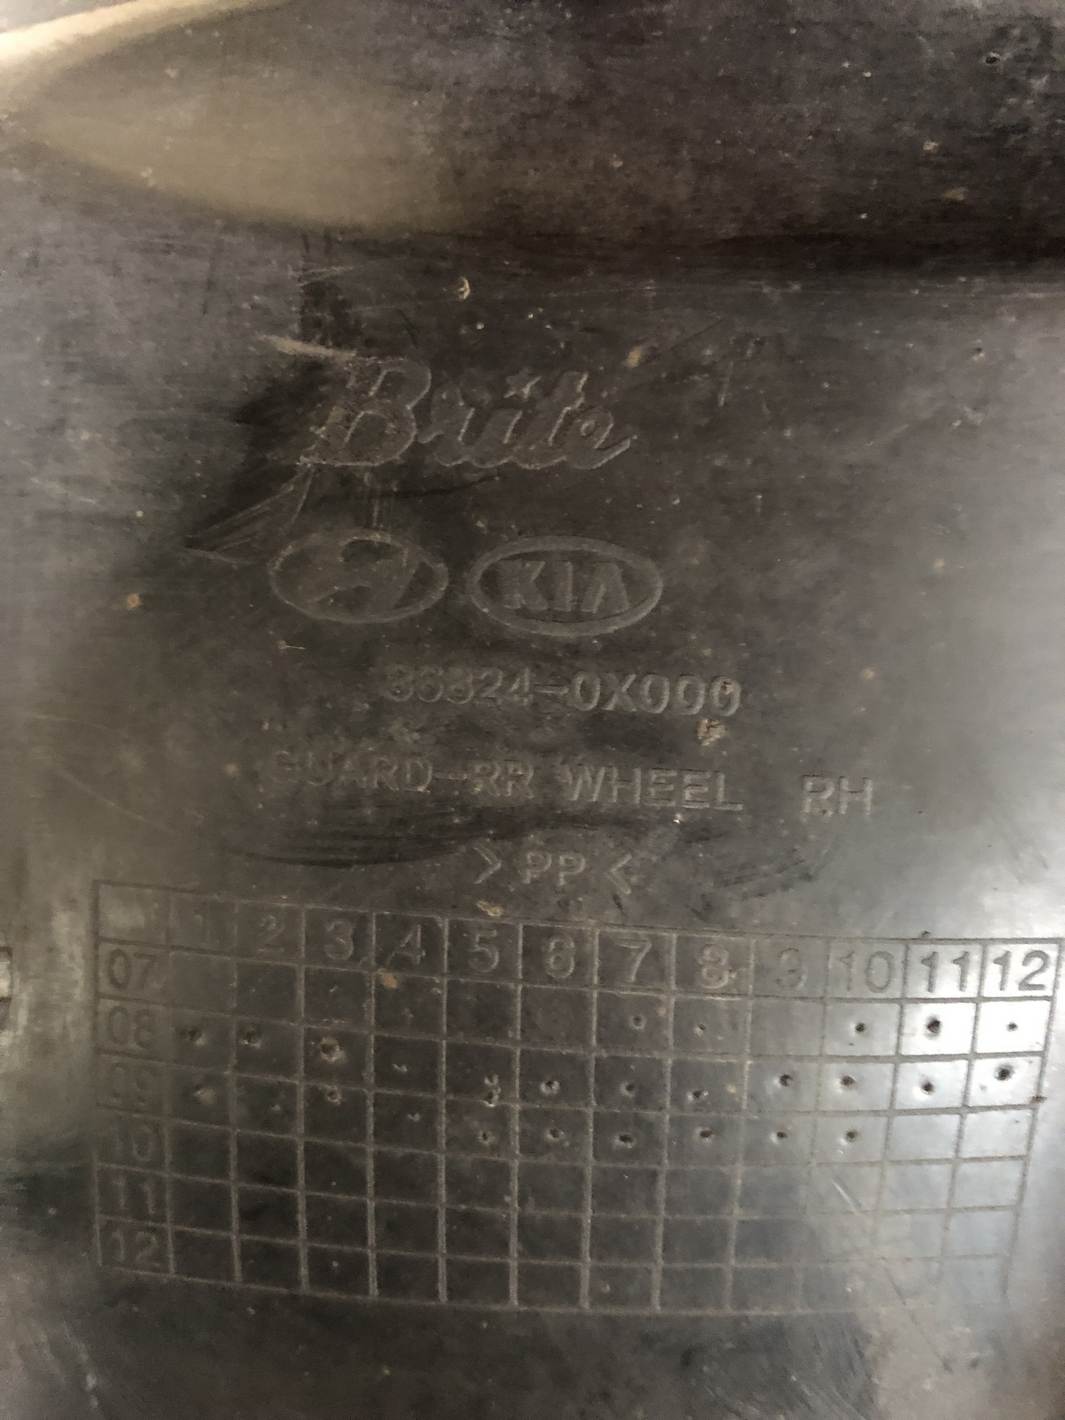 Brite
KIA
86824-0X000
GUARD-RR WHEEL RH
>PP<
1 2 3 4 5 6 7 8 9 10 11 12
07
08
09
10
11
12